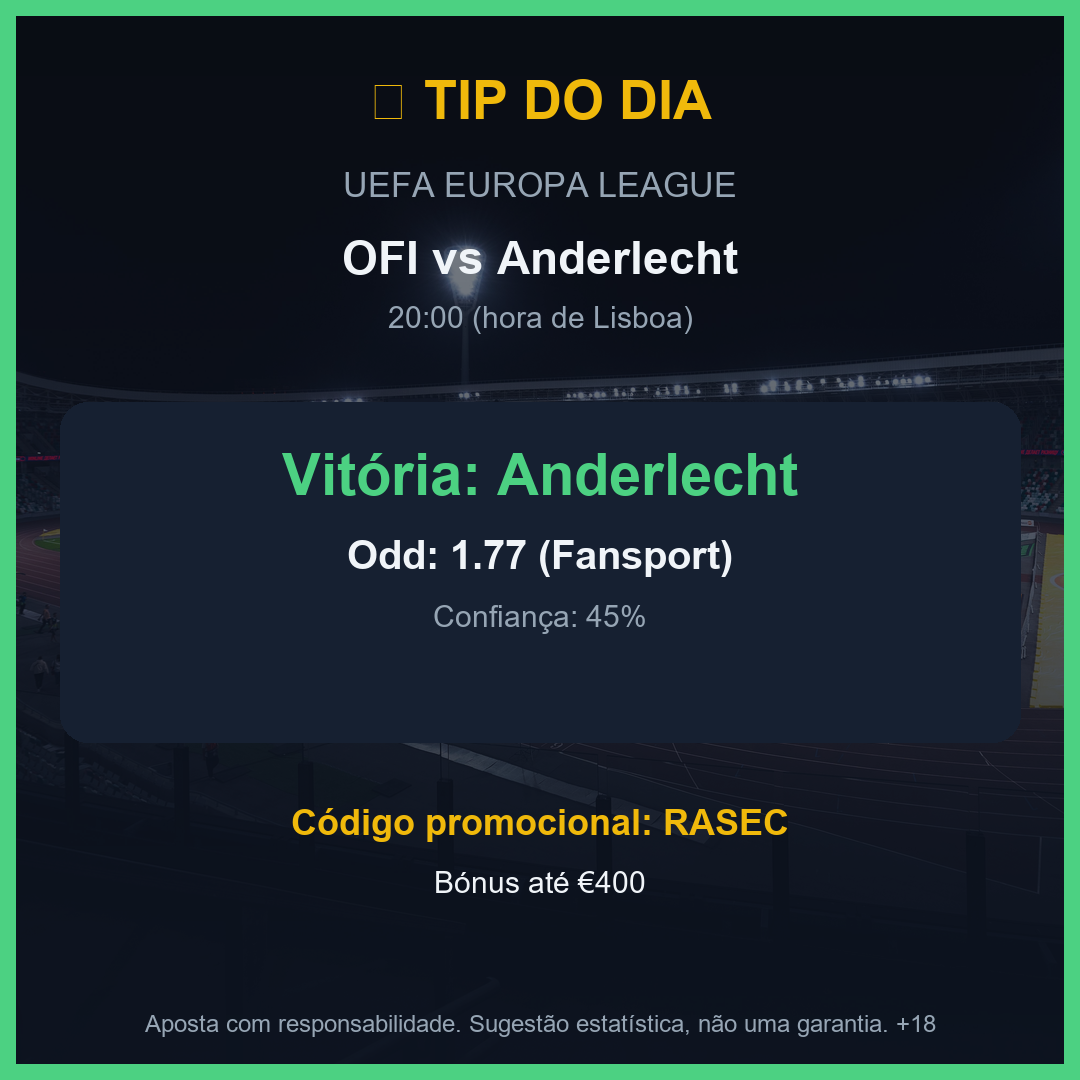 TIP DO DIA
UEFA EUROPA LEAGUE
OFI vs Anderlecht
20:00 (hora de Lisboa)
Vitória: Anderlecht
Odd: 1.77 (Fansport)
Confiança: 45%
Código promocional: RASEC
Bónus até €400
Aposta com responsabilidade. Sugestão estatística, não uma garantia. +18